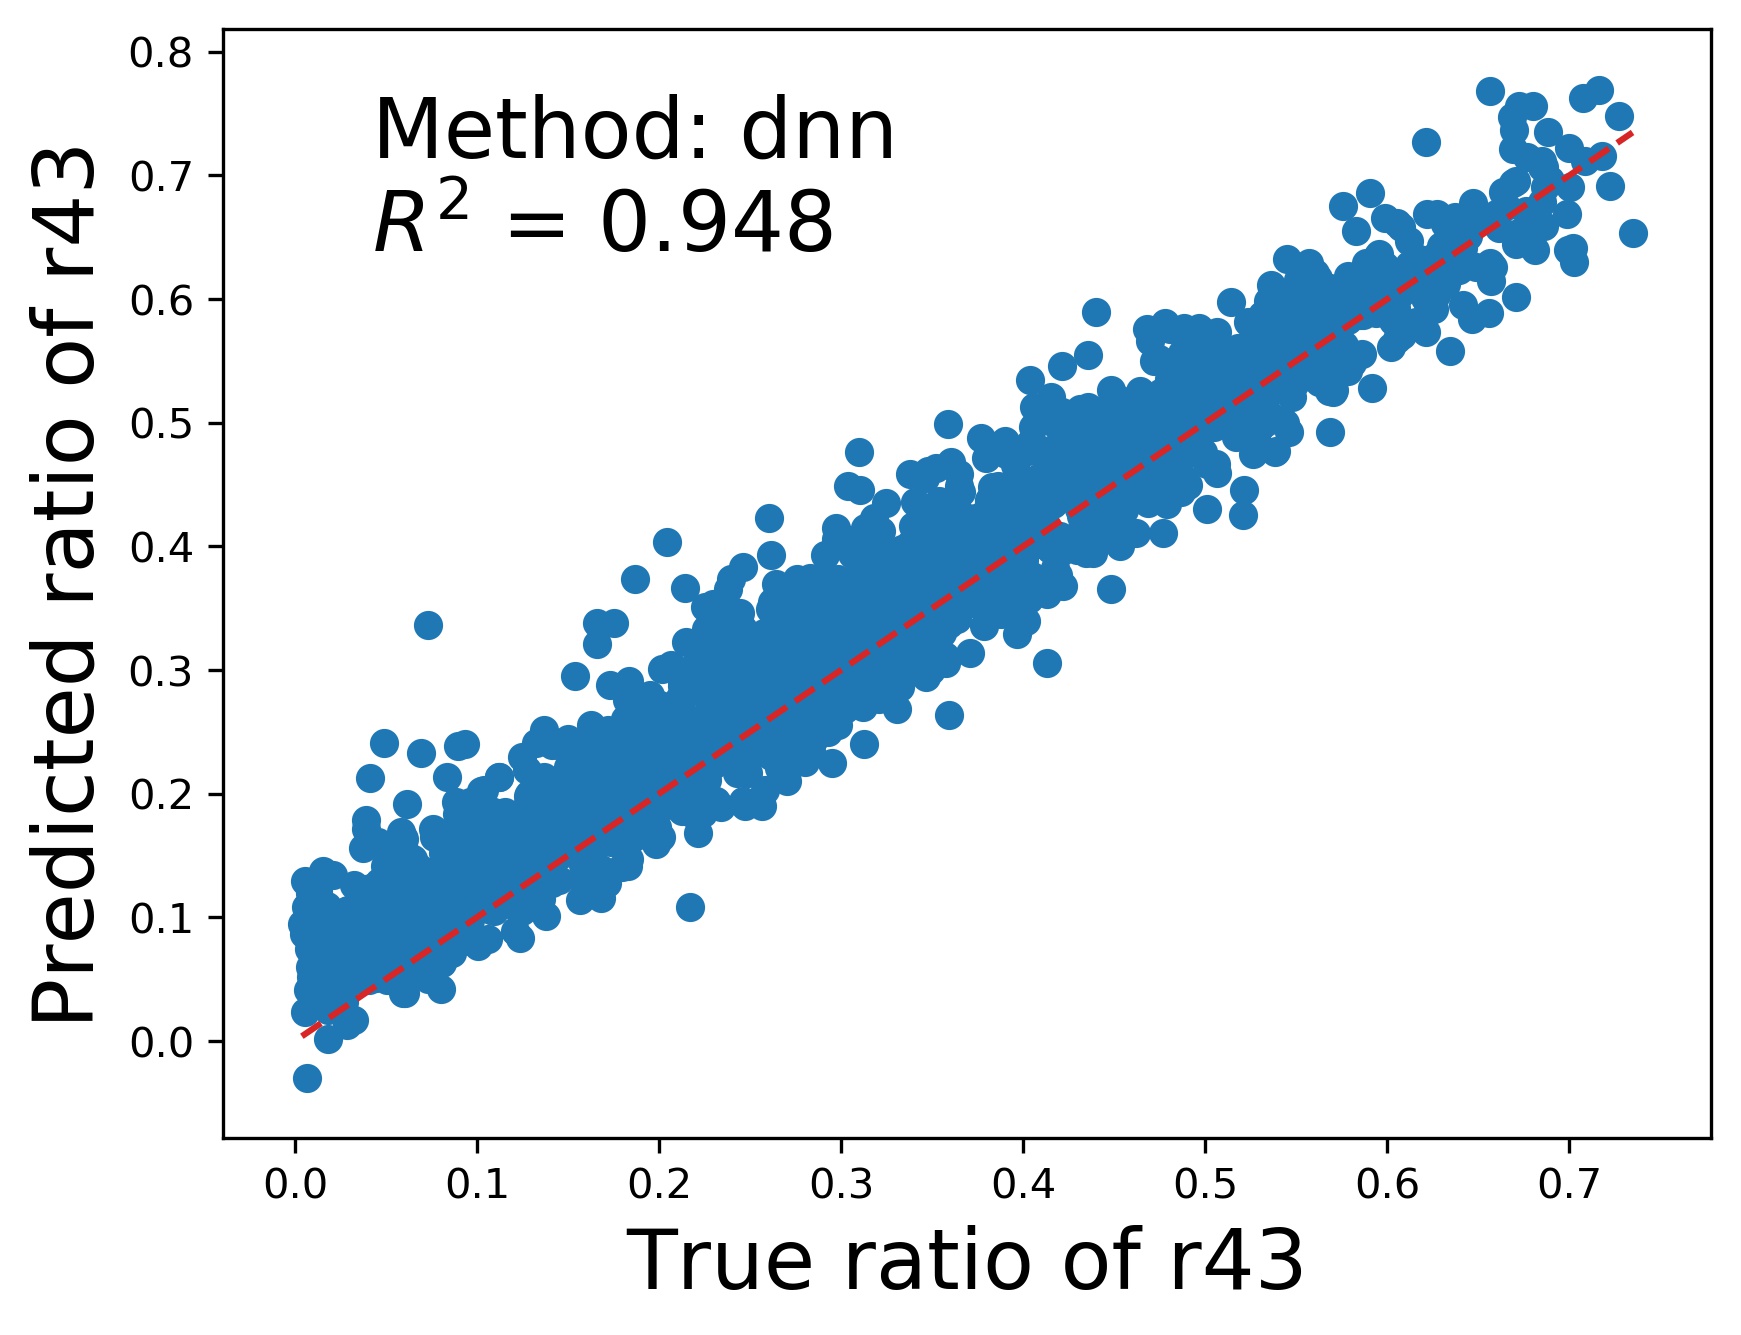 Method: dnn
R² = 0.948
Predicted ratio of r43
0.8
0.7
0.6
0.5
0.4
0.3
0.2
0.1
0.0
0.0 0.1 0.2 0.3 0.4 0.5 0.6 0.7
True ratio of r43